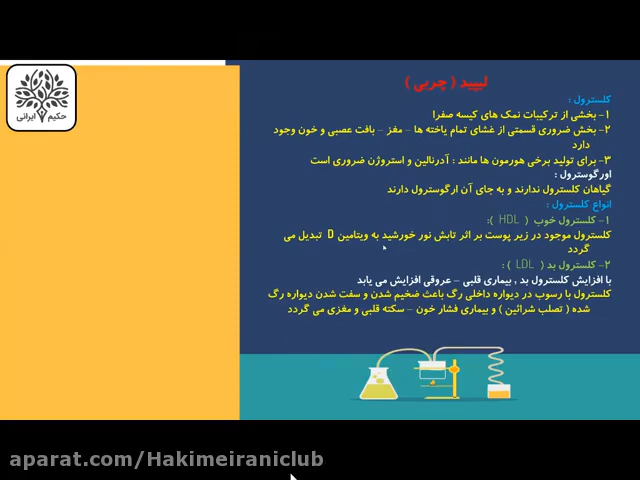 حکیم ایرانی
لیپید ( چربی )
کلسترول :
۱- بخشی از ترکیبات نمک های کیسه صفرا
۲- بخش ضروری قسمتی از غشای تمام یاخته ها – مغز – بافت عصبی و خون وجود
دارد
۳- برای تولید برخی هورمون ها مانند : آدرنالین و استروژن ضروری است
اورگوسترول :
گیاهان کلسترول ندارند و به جای آن ارگوسترول دارند
انواع کلسترول :
۱- کلسترول خوب ( HDL ):
کلسترول موجود در زیر پوست بر اثر تابش نور خورشید به ویتامین D تبدیل می
گردد
۲- کلسترول بد ( LDL ) :
با افزایش کلسترول بد , بیماری قلبی – عروقی افزایش می یابد
کلسترول با رسوب در دیواره داخلی رگ باعث ضخیم شدن و سفت شدن دیواره رگ
شده ( تصلب شرائین ) و بیماری فشار خون – سکته قلبی و مغزی می گردد
aparat.com/Hakimeiraniclub